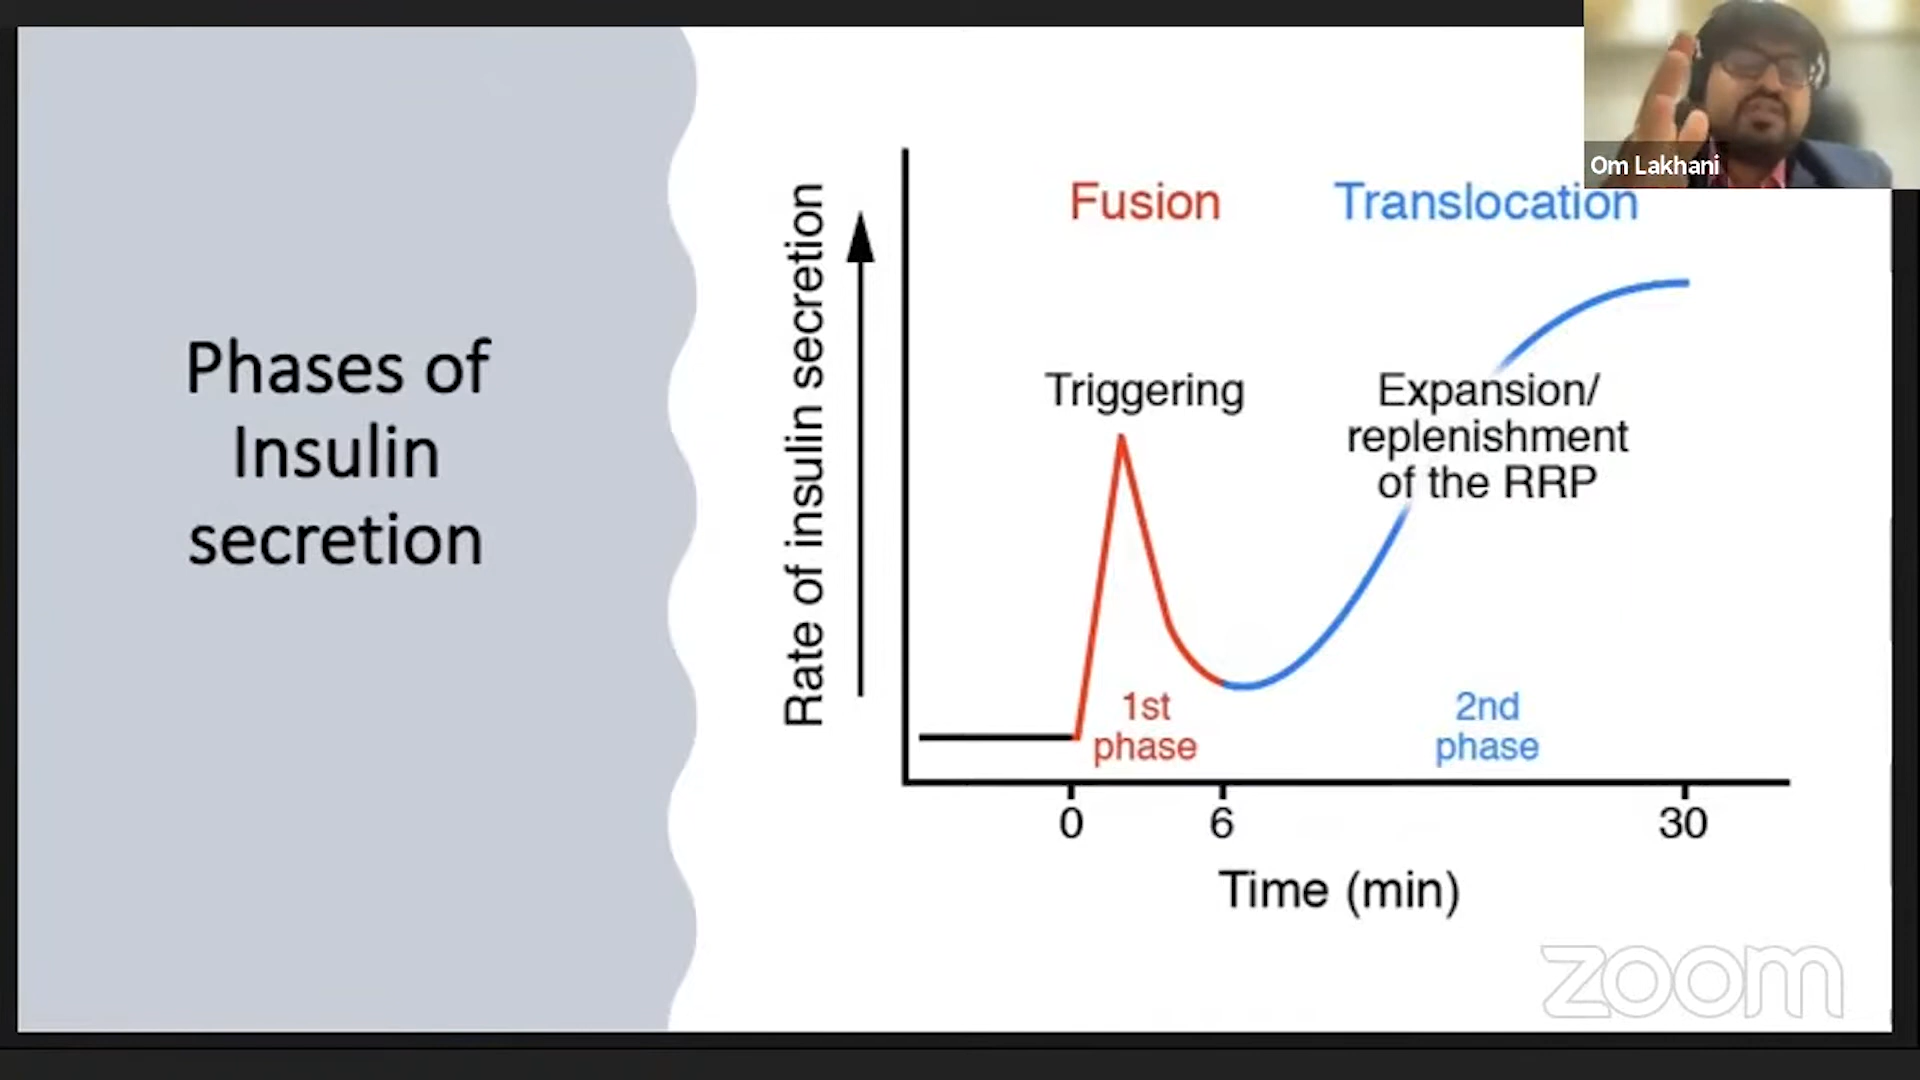 Phases of
Insulin
secretion
Om Lakhani
Fusion
Translocation
Rate of insulin secretion
Triggering
Expansion/
replenishment
of the RRP
1st
phase
2nd
phase
0
6
30
Time (min)
zoom